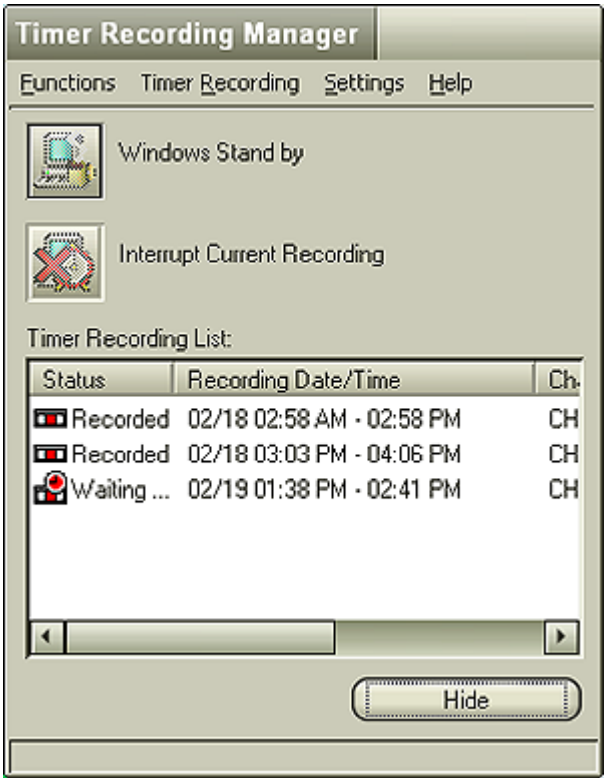 Timer Recording Manager
Functions Timer Recording Settings Help
Windows Stand by
Interrupt Current Recording
Timer Recording List:
Status Recording Date/Time Ch
Recorded 02/18 02:58 AM - 02:58 PM CH
Recorded 02/18 03:03 PM - 04:06 PM CH
Waiting ... 02/19 01:38 PM - 02:41 PM CH
Hide